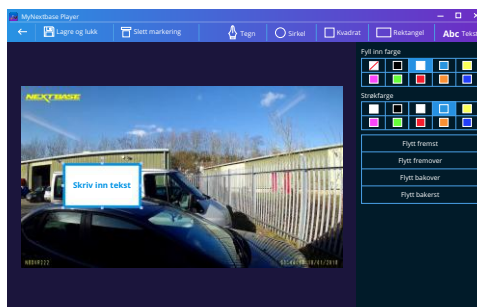 MyNextbase Player
Lagre og lukk
Slett markering
Tegn
Sirkel
Kvadrat
Rektangel
Abc Tekst
Fyll inn farge
NEXTBASE
Strøkfarge
Flytt fremst
Flytt fremover
Flytt bakover
Flytt bakerst
Skriv inn tekst